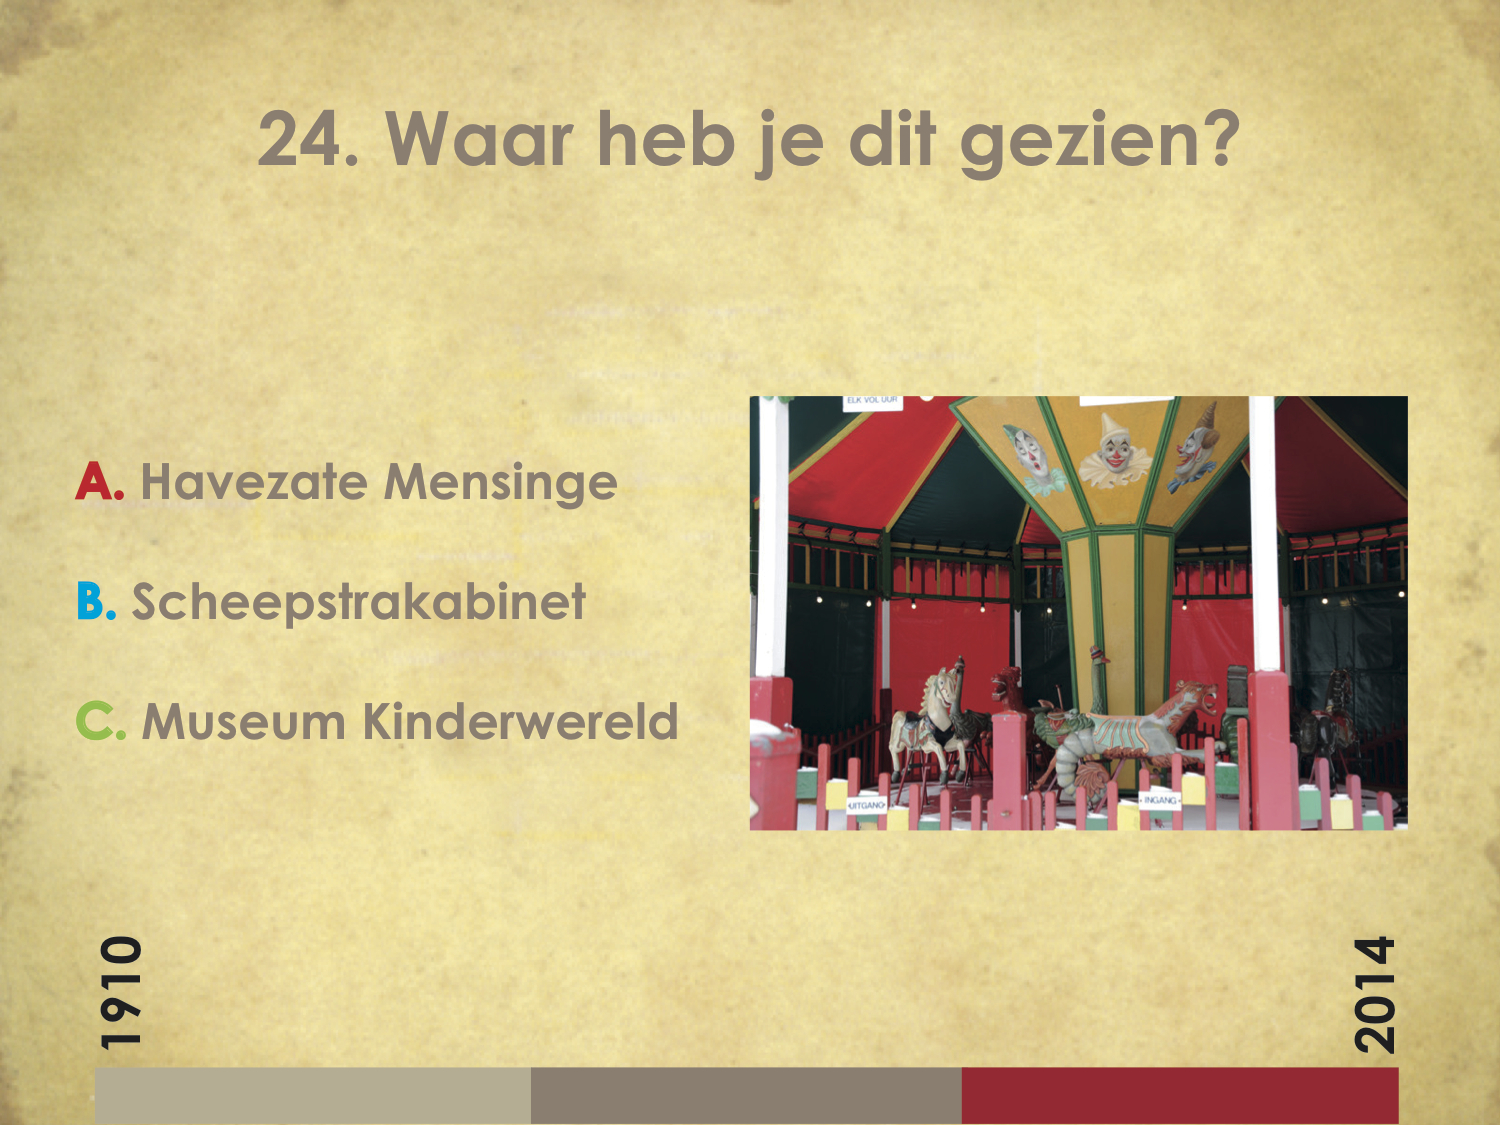 24. Waar heb je dit gezien?
ELK VOL UUR
A. Havezate Mensinge
B. Scheepstrakabinet
C. Museum Kinderwereld
UITGANG
INGANG
1910
2014